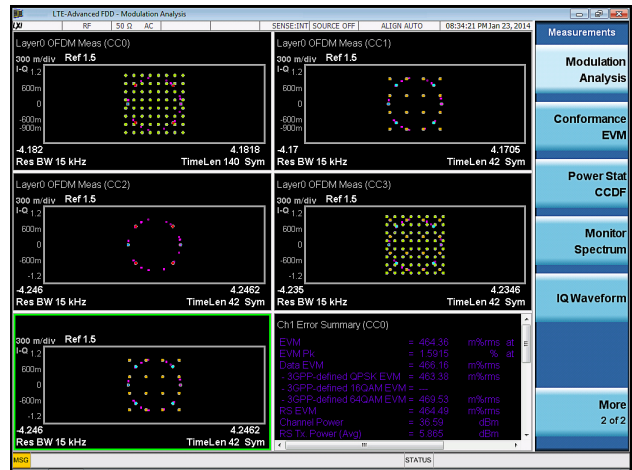 LTE-Advanced FDD - Modulation Analysis
LXI RF 50 Ω AC SENSE:INT SOURCE OFF ALIGN AUTO 08:34:21 PM Jan 23, 2014
Measurements
Layer0 OFDM Meas (CC0)
300 m/div Ref 1.5
I-Q
1.2
600m
0
-600m
-900m
-4.182 4.1818
Res BW 15 kHz TimeLen 140 Sym
Layer0 OFDM Meas (CC1)
300 m/div Ref 1.5
I-Q
1.2
600m
0
-600m
-900m
-4.17 4.1705
Res BW 15 kHz TimeLen 42 Sym
Layer0 OFDM Meas (CC2)
300 m/div Ref 1.5
I-Q
1.2
600m
0
-600m
-1.2
-4.246 4.2462
Res BW 15 kHz TimeLen 42 Sym
Layer0 OFDM Meas (CC3)
300 m/div Ref 1.5
I-Q
1.2
600m
0
-600m
-1.2
-4.235 4.2346
Res BW 15 kHz TimeLen 42 Sym
300 m/div Ref 1.5
I-Q
1.2
600m
0
-600m
-1.2
-4.246 4.2462
Res BW 15 kHz TimeLen 42 Sym
Ch1 Error Summary (CC0)
EVM = 464.36 m%rms at
EVM Pk = 1.5915 % at
Data EVM = 466.16 m%rms
- 3GPP-defined QPSK EVM = 463.38 m%rms
- 3GPP-defined 16QAM EVM = ---
- 3GPP-defined 64QAM EVM = 469.53 m%rms
RS EVM = 464.49 m%rms
Channel Power = 36.59 dBm
RS Tx. Power (Avg) = 5.865 dBm
Modulation
Analysis
Conformance
EVM
Power Stat
CCDF
Monitor
Spectrum
IQ Waveform
More
2 of 2
MSG STATUS